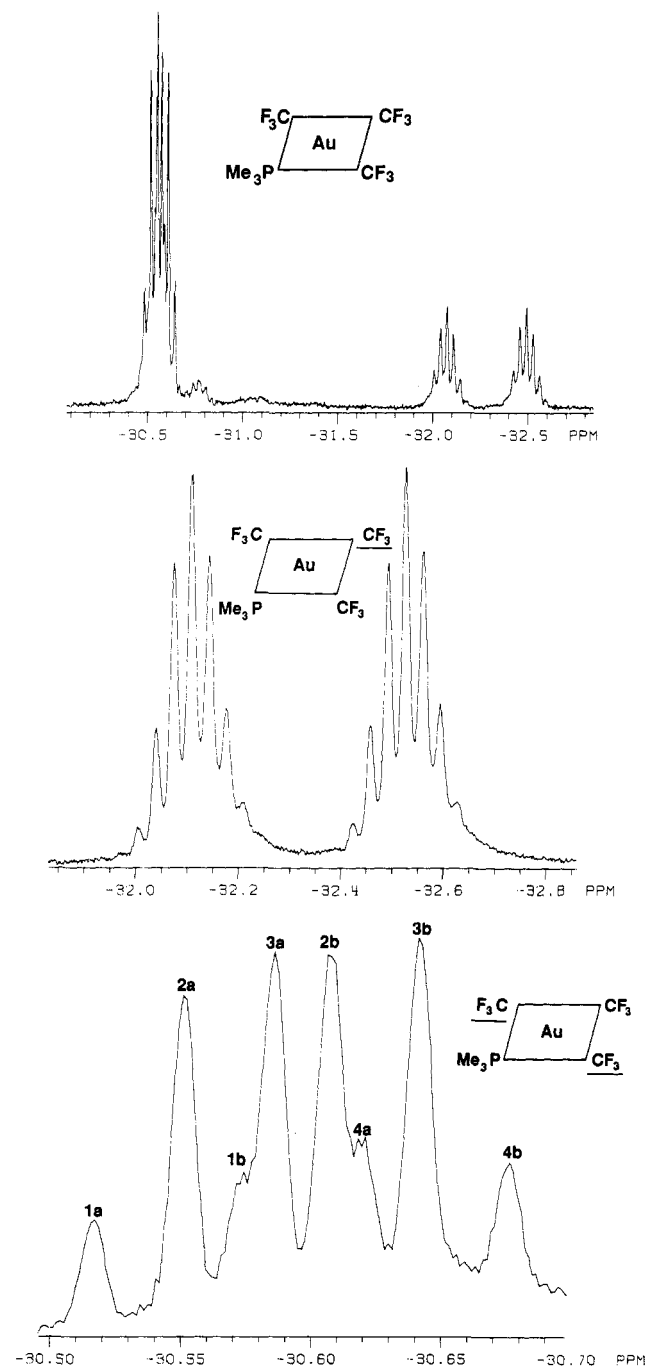 F₃C CF₃
Au
Me₃P CF₃
-30.5 -31.0 -31.5 -32.0 -32.5 PPM
F₃C CF₃
Au
Me₃P CF₃
-32.0 -32.2 -32.4 -32.6 -32.8 PPM
3a 2b 3b
2a
F₃C CF₃
Au
Me₃P CF₃
4a
1b 4b
1a
-30.50 -30.55 -30.60 -30.65 -30.70 PPM